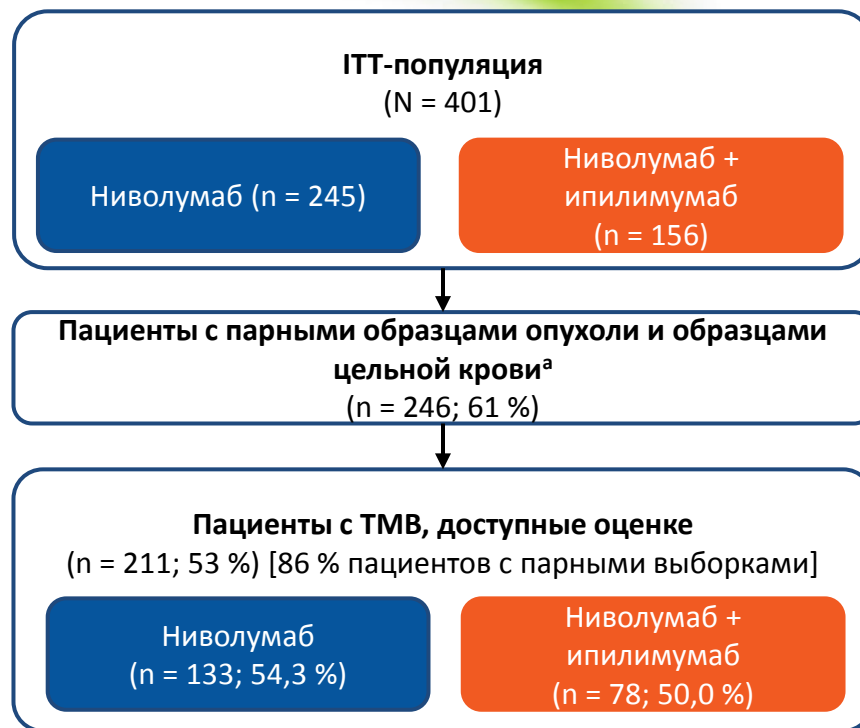 ITT-популяция
(N = 401)
Ниволумаб (n = 245)
Ниволумаб +
ипилимумаб
(n = 156)
Пациенты с парными образцами опухоли и образцами
цельной кровиᵃ
(n = 246; 61 %)
Пациенты с TMB, доступные оценке
(n = 211; 53 %) [86 % пациентов с парными выборками]
Ниволумаб
(n = 133; 54,3 %)
Ниволумаб +
ипилимумаб
(n = 78; 50,0 %)